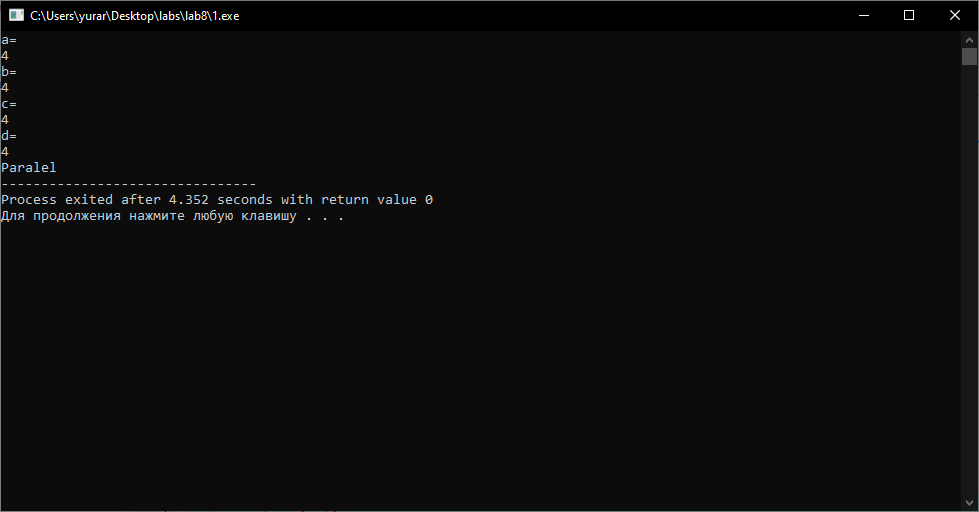 C:\Users\yurar\Desktop\labs\lab8\1.exe
a=
4
b=
4
c=
4
d=
4
Paralel
--------------------------------
Process exited after 4.352 seconds with return value 0
Для продолжения нажмите любую клавишу . . .